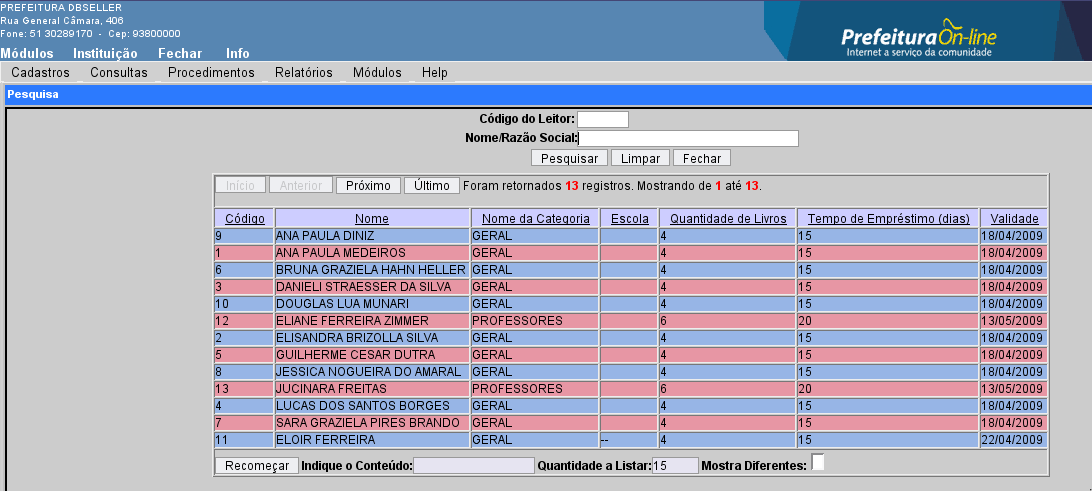 PREFEITURA DBSELLER
Rua General Câmara, 406
Fone: 51 30289170 - Cep: 93800000
Prefeitura On-line
Internet a serviço da comunidade
Módulos Instituição Fechar Info
Cadastros Consultas Procedimentos Relatórios Módulos Help
Pesquisa
Código do Leitor:
Nome/Razão Social:
Pesquisar Limpar Fechar
Início Anterior Próximo Último Foram retornados 13 registros. Mostrando de 1 até 13.
Código Nome Nome da Categoria Escola Quantidade de Livros Tempo de Empréstimo (dias) Validade
9 ANA PAULA DINIZ GERAL 4 15 18/04/2009
1 ANA PAULA MEDEIROS GERAL 4 15 18/04/2009
6 BRUNA GRAZIELA HAHN HELLER GERAL 4 15 18/04/2009
3 DANIELI STRAESSER DA SILVA GERAL 4 15 18/04/2009
10 DOUGLAS LUA MUNARI GERAL 4 15 18/04/2009
12 ELIANE FERREIRA ZIMMER PROFESSORES 6 20 13/05/2009
2 ELISANDRA BRIZOLLA SILVA GERAL 4 15 18/04/2009
5 GUILHERME CESAR DUTRA GERAL 4 15 18/04/2009
8 JESSICA NOGUEIRA DO AMARAL GERAL 4 15 18/04/2009
13 JUCINARA FREITAS PROFESSORES 6 20 13/05/2009
4 LUCAS DOS SANTOS BORGES GERAL 4 15 18/04/2009
7 SARA GRAZIELA PIRES BRANDO GERAL 4 15 18/04/2009
11 ELOIR FERREIRA GERAL -- 4 15 22/04/2009
Recomeçar Indique o Conteúdo: Quantidade a Listar: 15 Mostra Diferentes: